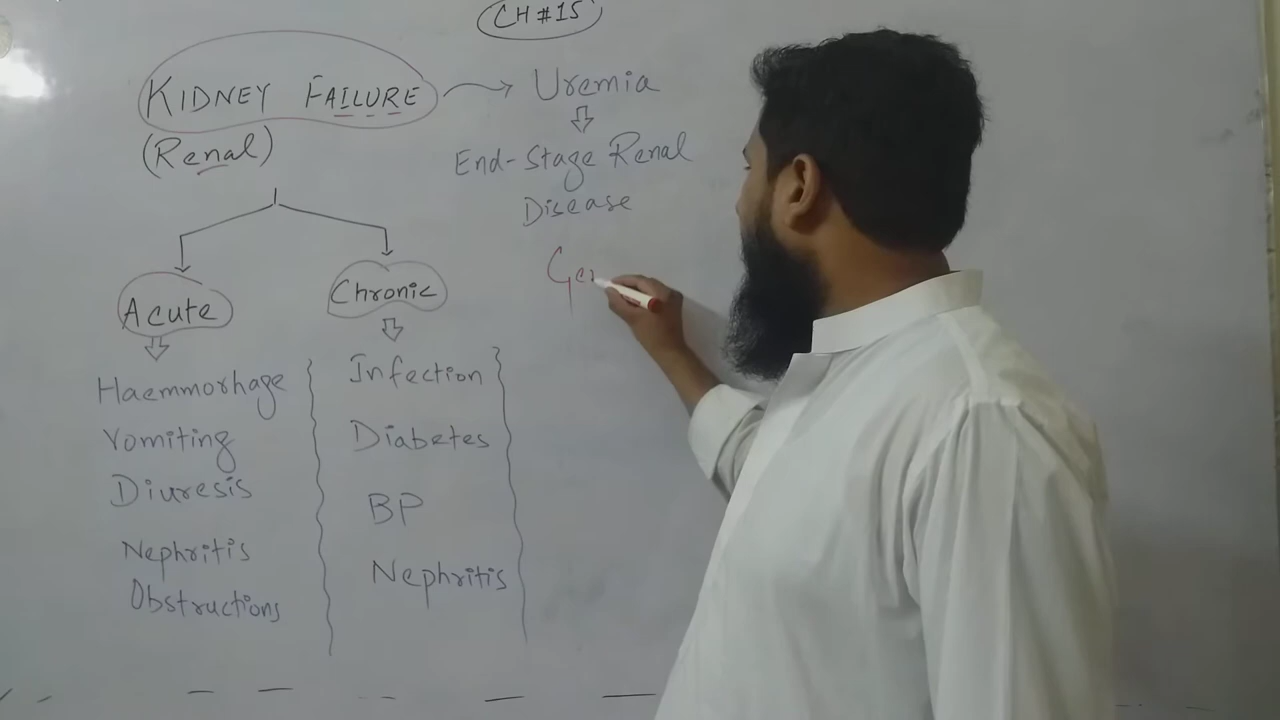 CH # 15
KIDNEY FAILURE
(Renal)
Uremia
End-Stage Renal
Disease
Acute
Haemmorhage
Vomiting
Diuresis
Nephritis
Obstructions
Chronic
Infection
Diabetes
BP
Nephritis